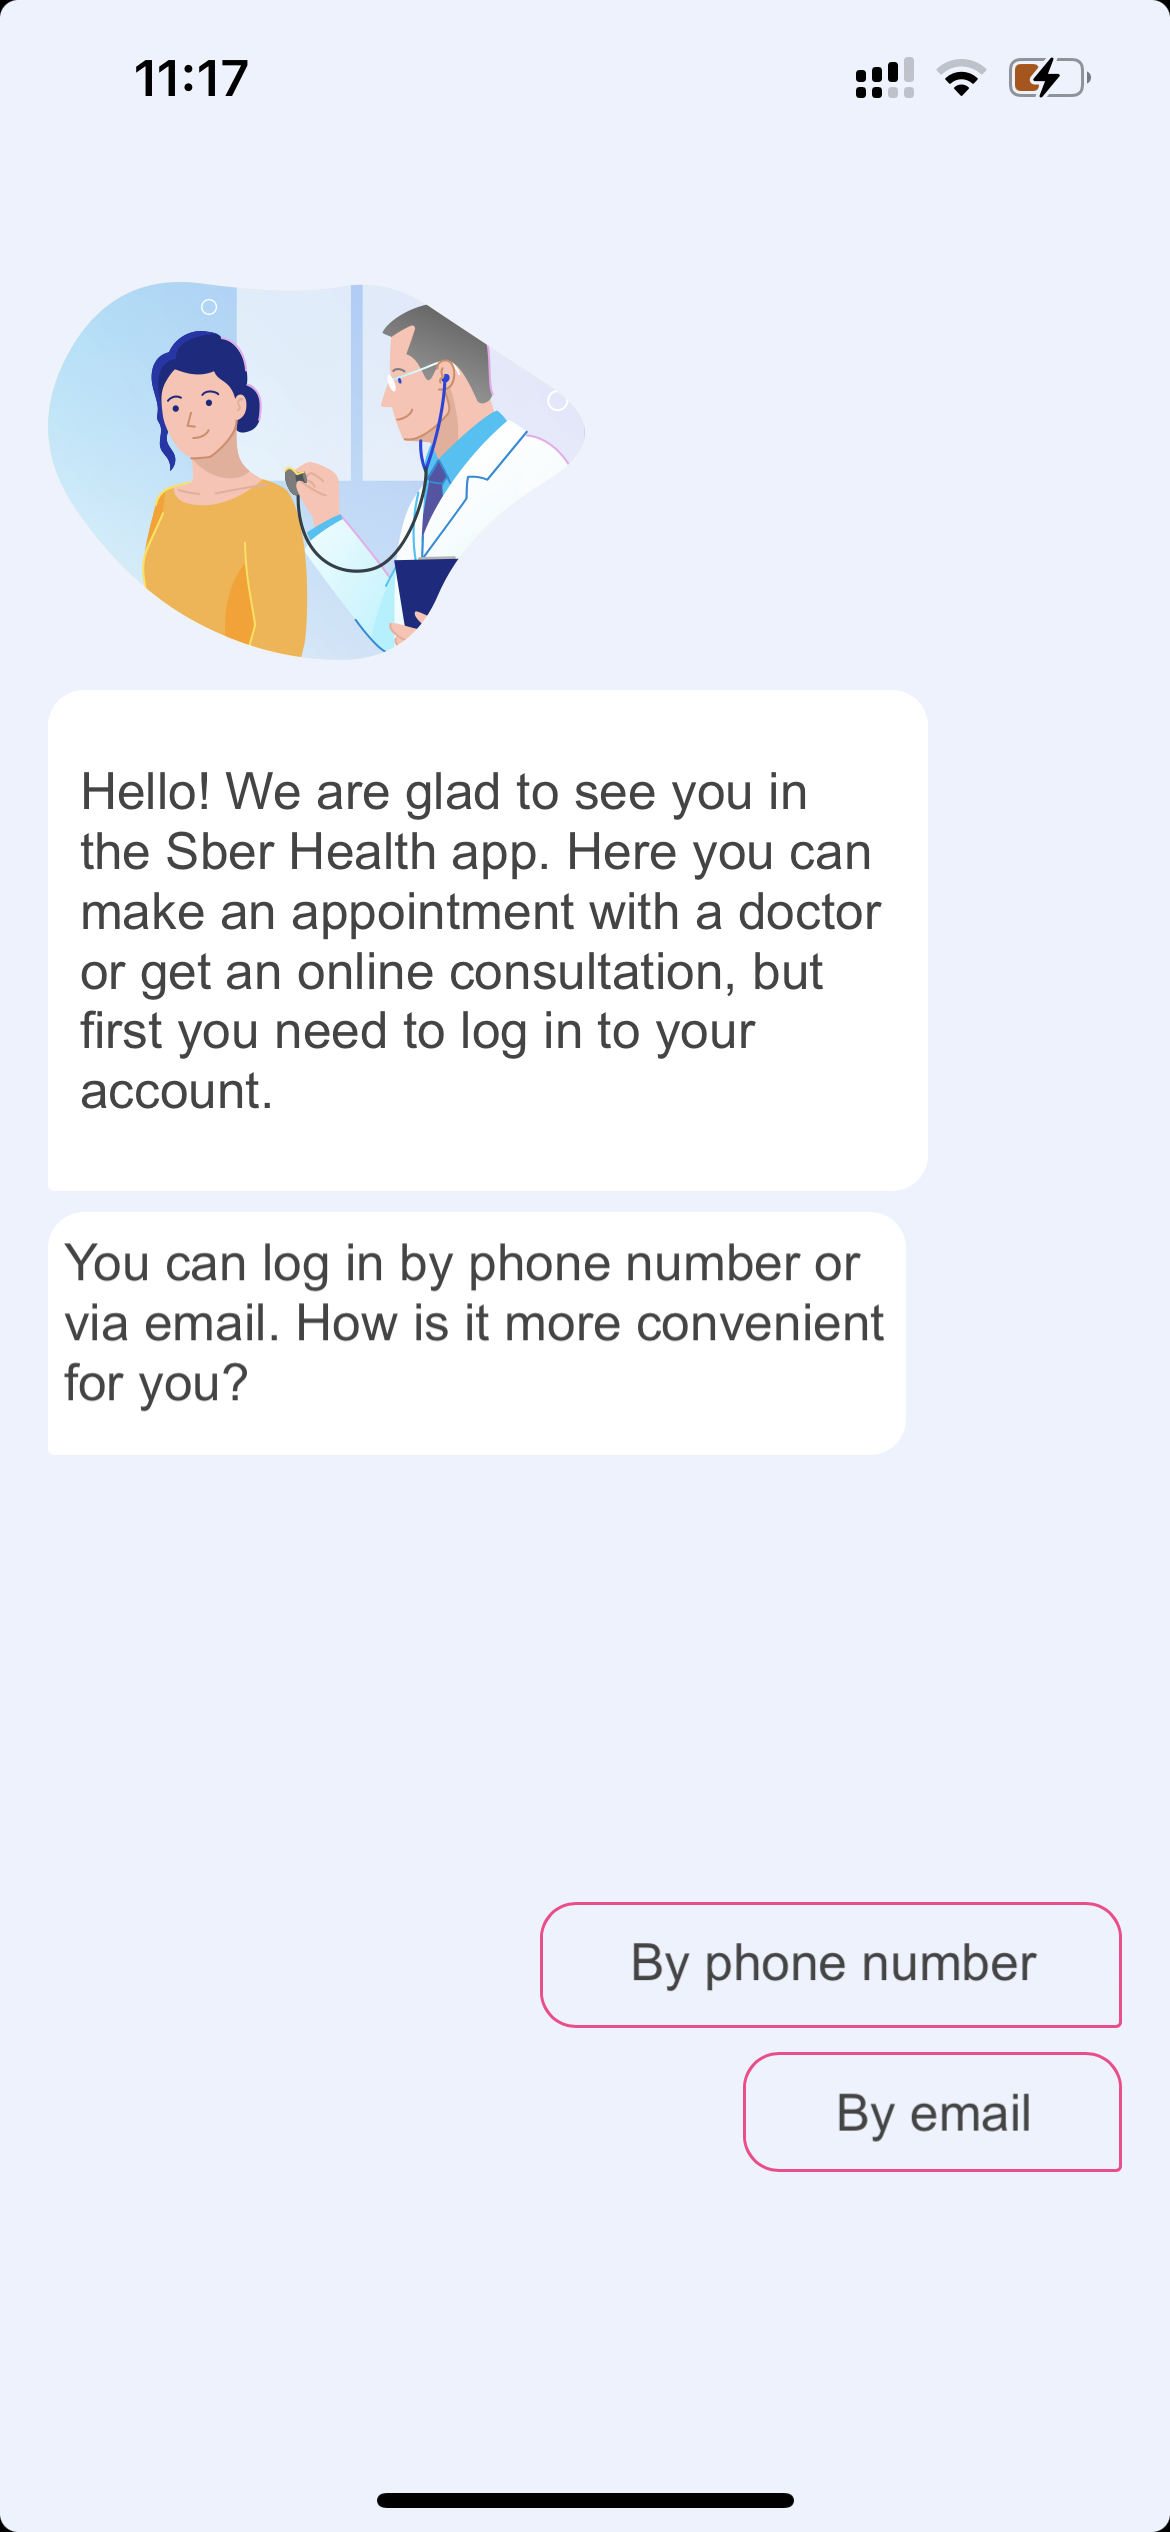 11:17
Hello! We are glad to see you in
the Sber Health app. Here you can
make an appointment with a doctor
or get an online consultation, but
first you need to log in to your
account.
You can log in by phone number or
via email. How is it more convenient
for you?
By phone number
By email